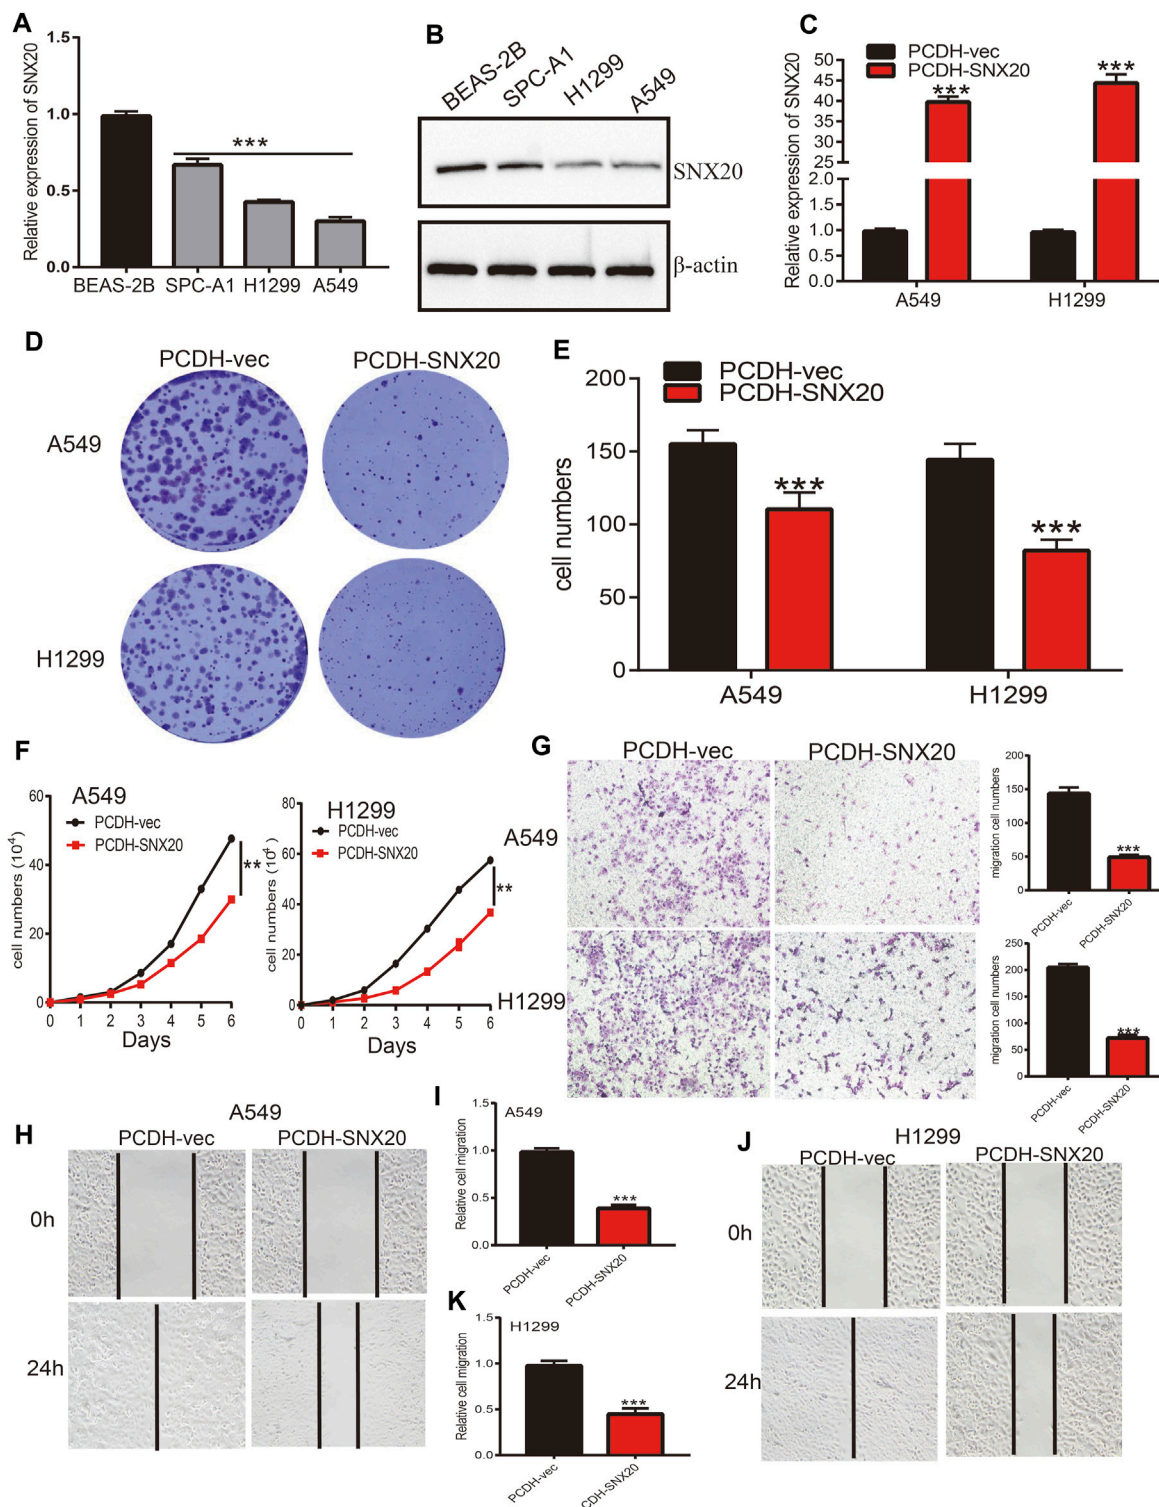 A
Relative expression of SNX20
1.5
1.0
0.5
0.0
***
BEAS-2B SPC-A1 H1299 A549
B
BEAS-2B SPC-A1 H1299 A549
SNX20
β-actin
C
PCDH-vec
PCDH-SNX20
Relative expression of SNX20
45
40
35
30
25
2.0
1.5
1.0
0.5
0.0
*** ***
A549 H1299
D
PCDH-vec PCDH-SNX20
A549
H1299
E
PCDH-vec
PCDH-SNX20
cell numbers
200
150
100
50
0
*** ***
A549 H1299
F
A549
PCDH-vec
PCDH-SNX20
cell numbers (10⁴)
60
40
20
0
**
0 1 2 3 4 5 6
Days
H1299
PCDH-vec
PCDH-SNX20
cell numbers (10⁴)
80
60
40
20
0
**
0 1 2 3 4 5 6
Days
G
PCDH-vec PCDH-SNX20
A549
H1299
migration cell numbers
200
150
100
50
0
***
PCDH-vec PCDH-SNX20
migration cell numbers
250
200
150
100
50
0
***
PCDH-vec PCDH-SNX20
H
A549
PCDH-vec PCDH-SNX20
0h
24h
I
A549
Relative cell migration
1.5
1.0
0.5
0.0
***
PCDH-vec PCDH-SNX20
J
H1299
PCDH-vec PCDH-SNX20
0h
24h
K
H1299
Relative cell migration
1.5
1.0
0.5
0.0
***
PCDH-vec CDH-SNX20